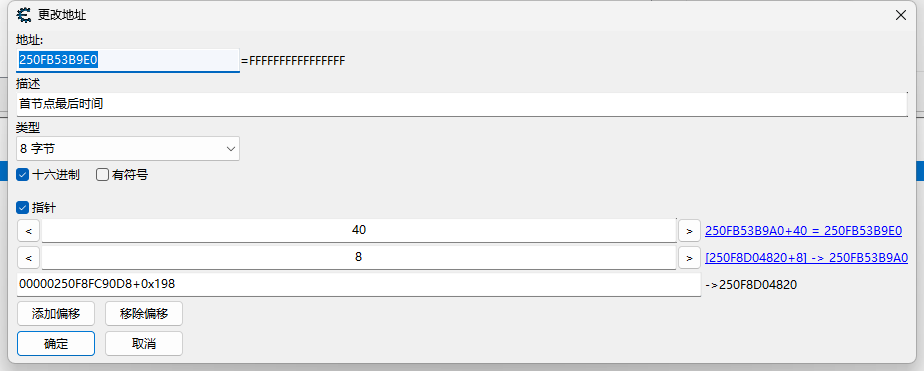 更改地址
地址:
250FB53B9E0 =FFFFFFFFFFFFFFFF
描述
首节点最后时间
类型
8 字节
十六进制 有符号
指针
< 40 > 250FB53B9A0+40 = 250FB53B9E0
< 8 > [250F8D04820+8] -> 250FB53B9A0
00000250F8FC90D8+0x198 ->250F8D04820
添加偏移 移除偏移
确定 取消